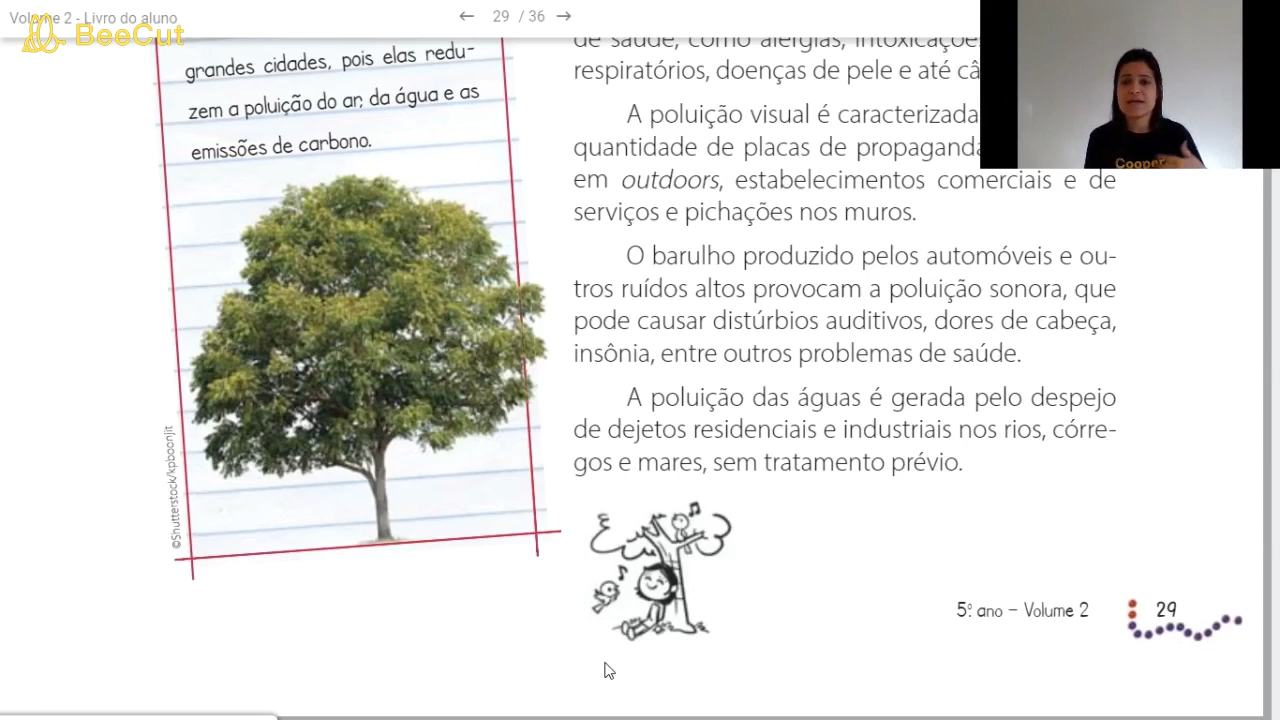 Volume 2 - Livro do aluno
BeeCut
29 / 36
grandes cidades, pois elas redu-
zem a poluição do ar, da água e as
emissões de carbono.
©Shutterstock/kpboonjit
de saúde, como alergias, intoxicações
respiratórios, doenças de pele e até câ
A poluição visual é caracterizada
quantidade de placas de propaganda
em outdoors, estabelecimentos comerciais e de
serviços e pichações nos muros.
O barulho produzido pelos automóveis e ou-
tros ruídos altos provocam a poluição sonora, que
pode causar distúrbios auditivos, dores de cabeça,
insônia, entre outros problemas de saúde.
A poluição das águas é gerada pelo despejo
de dejetos residenciais e industriais nos rios, córre-
gos e mares, sem tratamento prévio.
5º. ano – Volume 2
29